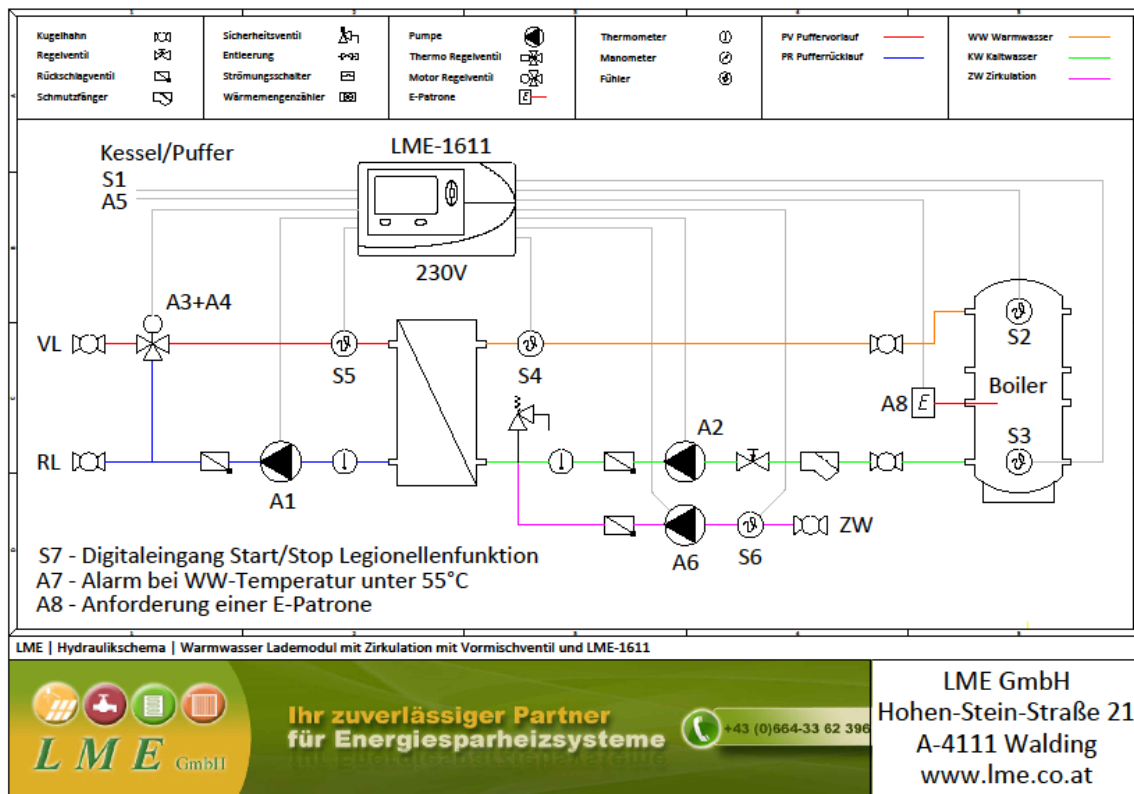 Kugelhahn
Regelventil
Rückschlagventil
Schmutzfänger
Sicherheitsventil
Entleerung
Strömungsschalter
Wärmemengenzähler
Pumpe
Thermo Regelventil
Motor Regelventil
E-Patrone
E
Thermometer
Manometer
Fühler
PV Puffervorlauf
PR Pufferrücklauf
WW Warmwasser
KW Kaltwasser
ZW Zirkulation
Kessel/Puffer
S1
A5
LME-1611
230V
A3+A4
VL
S5
S4
S2
Boiler
A8
E
S3
RL
A1
A2
A6
S6
ZW
S7 - Digitaleingang Start/Stop Legionellenfunktion
A7 - Alarm bei WW-Temperatur unter 55°C
A8 - Anforderung einer E-Patrone
LME | Hydraulikschema | Warmwasser Lademodul mit Zirkulation mit Vormischventil und LME-1611
LME GmbH
Ihr zuverlässiger Partner
für Energiesparheizsysteme
+43 (0)664-33 62 396
LME GmbH
Hohen-Stein-Straße 21
A-4111 Walding
www.lme.co.at